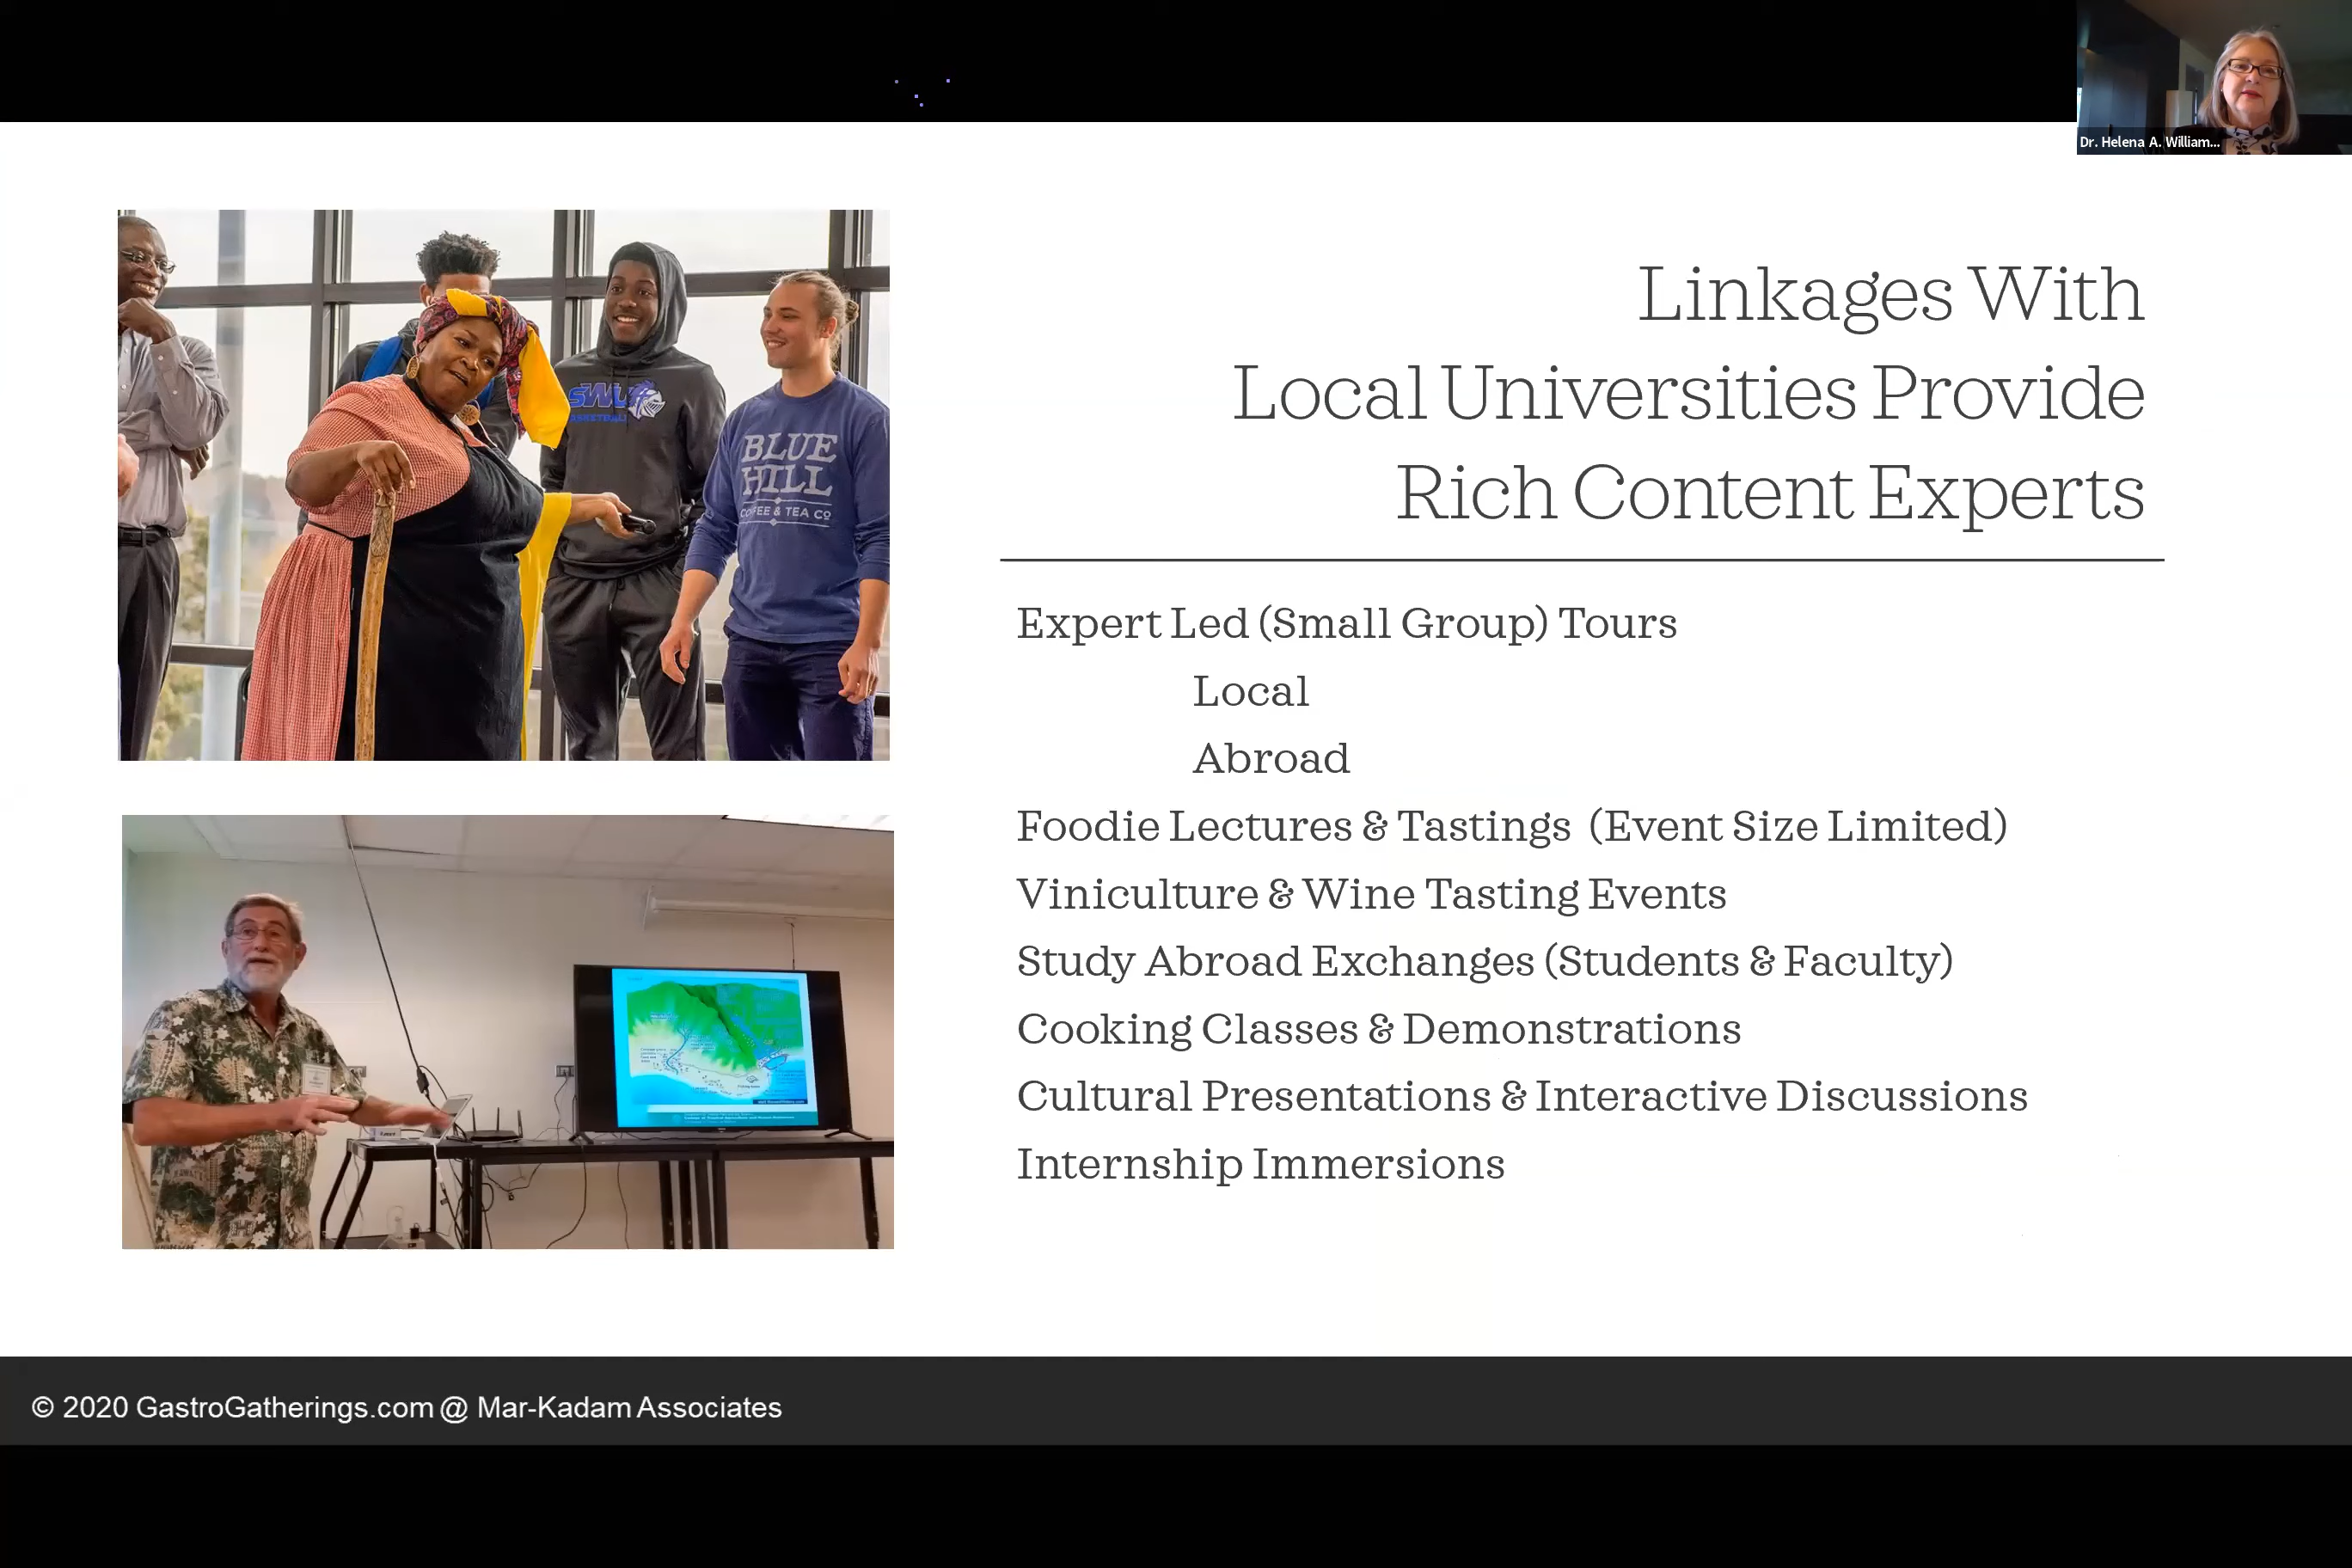 Dr. Helena A. William...
Linkages With
Local Universities Provide
Rich Content Experts
Expert Led (Small Group) Tours
Local
Abroad
Foodie Lectures & Tastings (Event Size Limited)
Viniculture & Wine Tasting Events
Study Abroad Exchanges (Students & Faculty)
Cooking Classes & Demonstrations
Cultural Presentations & Interactive Discussions
Internship Immersions
SWU
BASKETBALL
BLUE
HILL
COFFEE & TEA CO
© 2020 GastroGatherings.com @ Mar-Kadam Associates